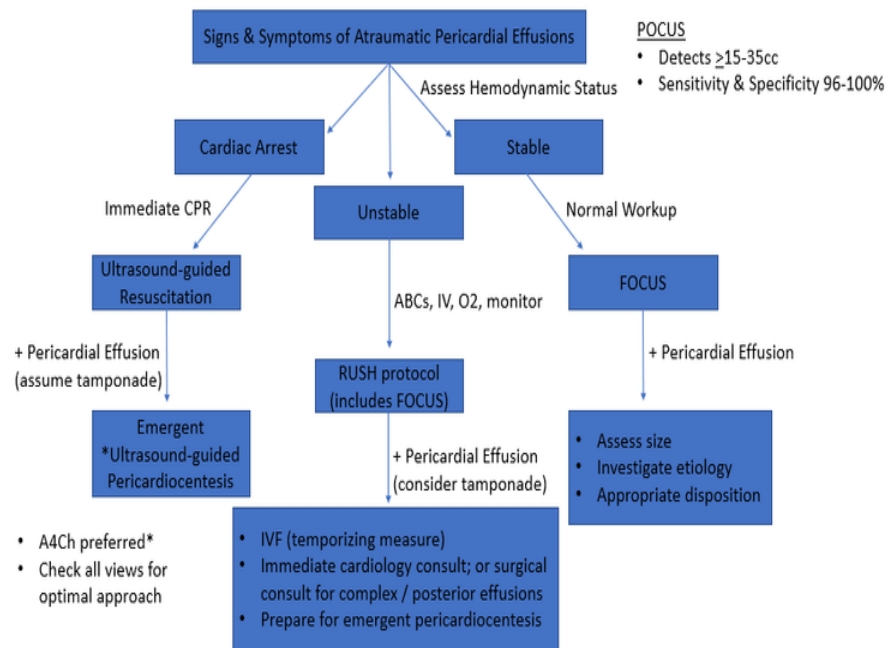 Signs & Symptoms of Atraumatic Pericardial Effusions
POCUS
• Detects ≥15-35cc
• Sensitivity & Specificity 96-100%
Assess Hemodynamic Status
Cardiac Arrest
Unstable
Stable
Immediate CPR
Normal Workup
Ultrasound-guided
Resuscitation
ABCs, IV, O2, monitor
FOCUS
+ Pericardial Effusion
(assume tamponade)
RUSH protocol
(includes FOCUS)
+ Pericardial Effusion
Emergent
*Ultrasound-guided
Pericardiocentesis
+ Pericardial Effusion
(consider tamponade)
• Assess size
• Investigate etiology
• Appropriate disposition
• A4Ch preferred*
• Check all views for
optimal approach
• IVF (temporizing measure)
• Immediate cardiology consult; or surgical
consult for complex / posterior effusions
• Prepare for emergent pericardiocentesis